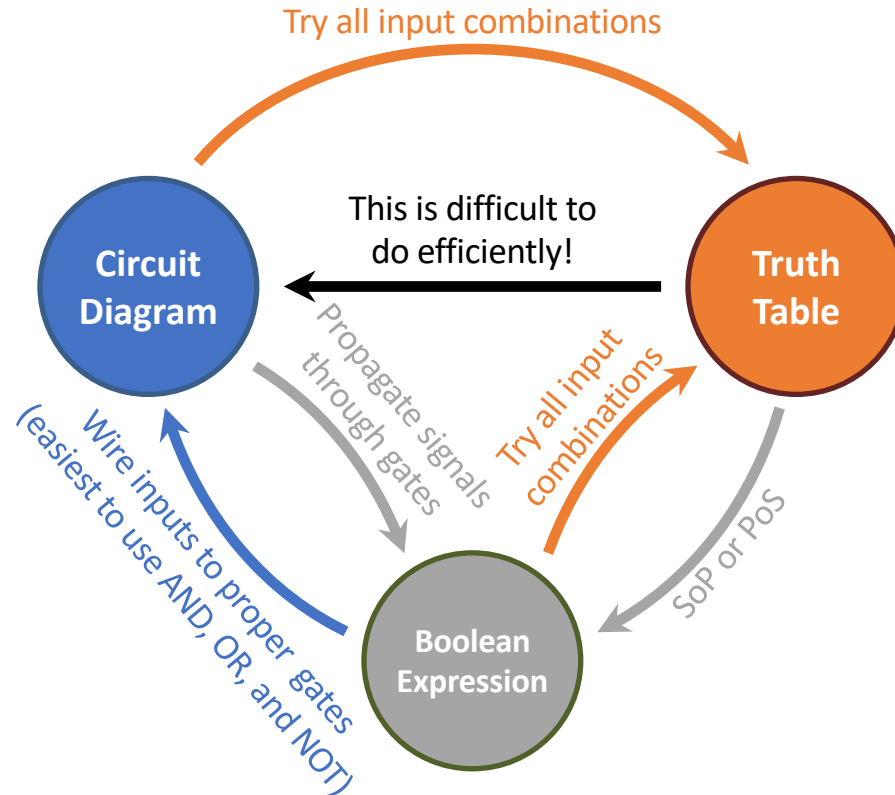 Try all input combinations
This is difficult to
do efficiently!
Circuit
Diagram
Truth
Table
Propagate signals
through gates
Try all input
combinations
Wire inputs to proper gates
(easiest to use AND, OR, and NOT)
SoP or PoS
Boolean
Expression